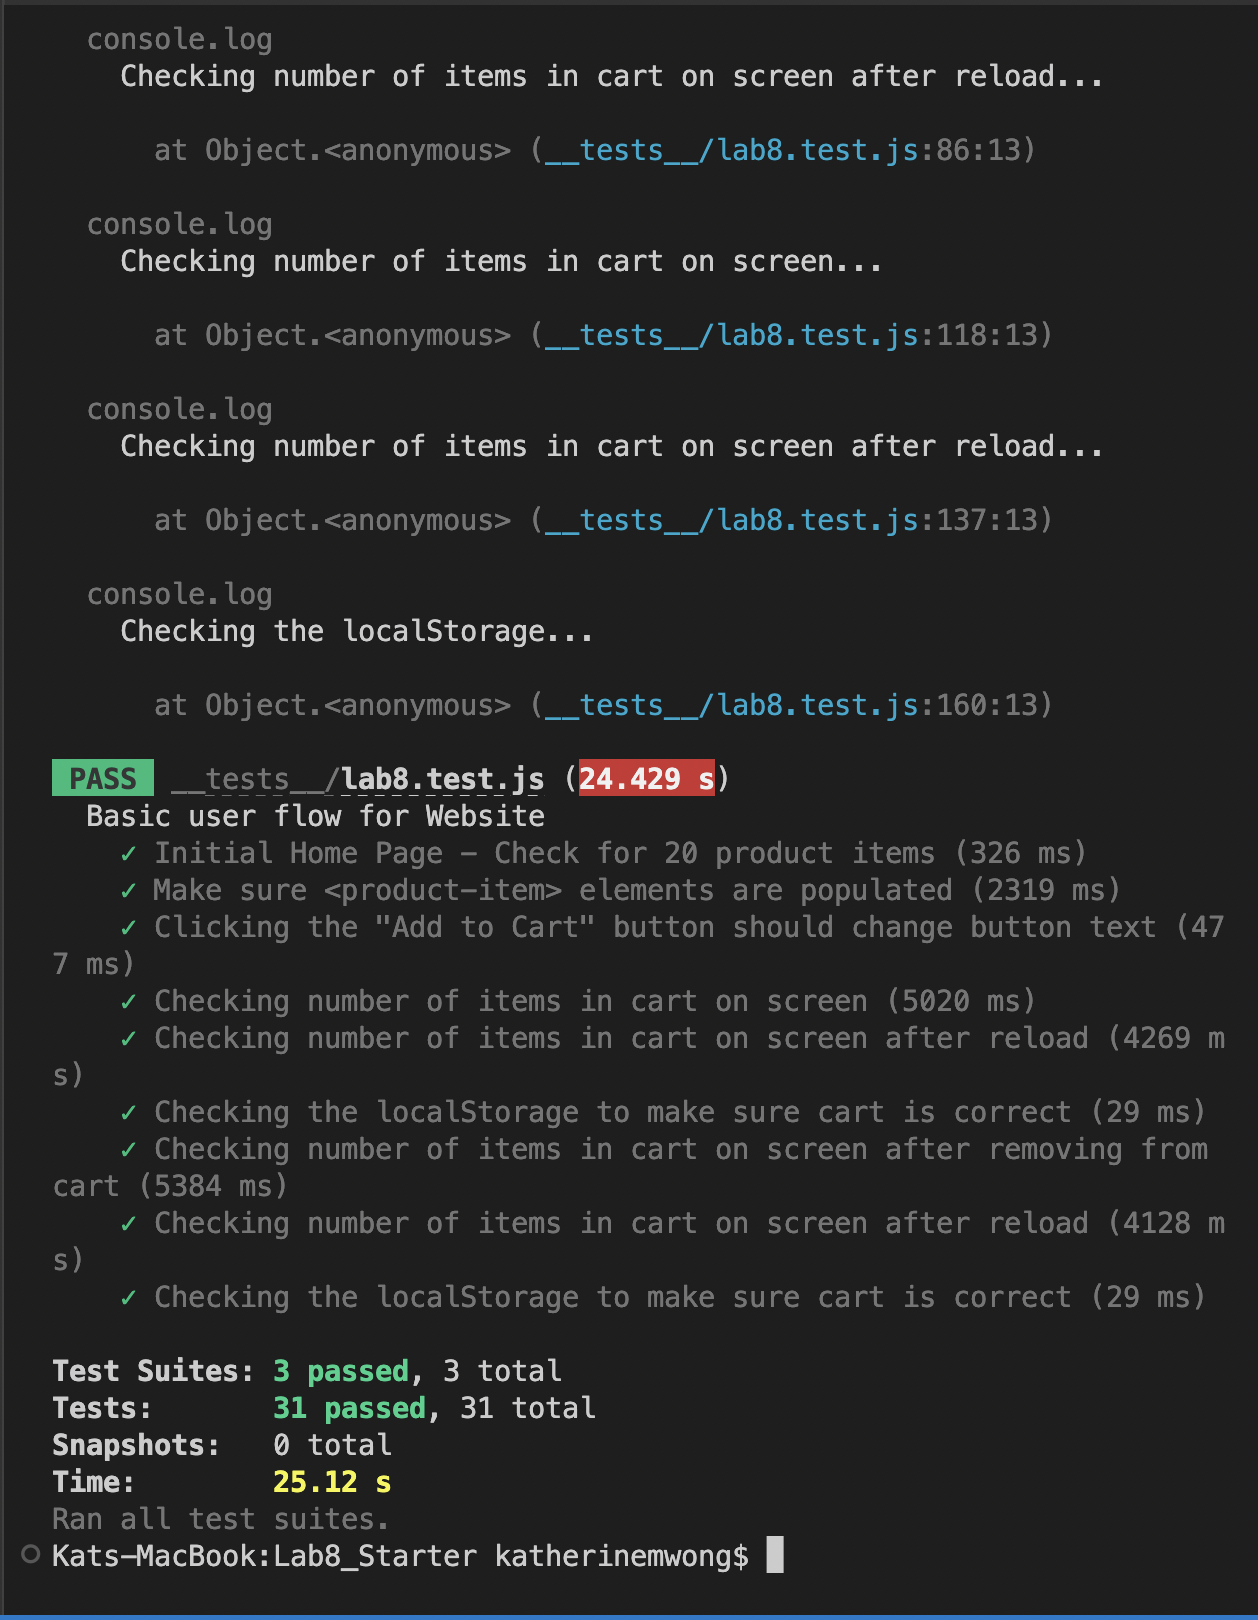 console.log
Checking number of items in cart on screen after reload...
at Object.<anonymous> (__tests__/lab8.test.js:86:13)
console.log
Checking number of items in cart on screen...
at Object.<anonymous> (__tests__/lab8.test.js:118:13)
console.log
Checking number of items in cart on screen after reload...
at Object.<anonymous> (__tests__/lab8.test.js:137:13)
console.log
Checking the localStorage...
at Object.<anonymous> (__tests__/lab8.test.js:160:13)
PASS __tests__/lab8.test.js (24.429 s)
Basic user flow for Website
✓ Initial Home Page - Check for 20 product items (326 ms)
✓ Make sure <product-item> elements are populated (2319 ms)
✓ Clicking the "Add to Cart" button should change button text (47
7 ms)
✓ Checking number of items in cart on screen (5020 ms)
✓ Checking number of items in cart on screen after reload (4269 m
s)
✓ Checking the localStorage to make sure cart is correct (29 ms)
✓ Checking number of items in cart on screen after removing from
cart (5384 ms)
✓ Checking number of items in cart on screen after reload (4128 m
s)
✓ Checking the localStorage to make sure cart is correct (29 ms)
Test Suites: 3 passed, 3 total
Tests: 31 passed, 31 total
Snapshots: 0 total
Time: 25.12 s
Ran all test suites.
Kats-MacBook:Lab8_Starter katherinemwong$